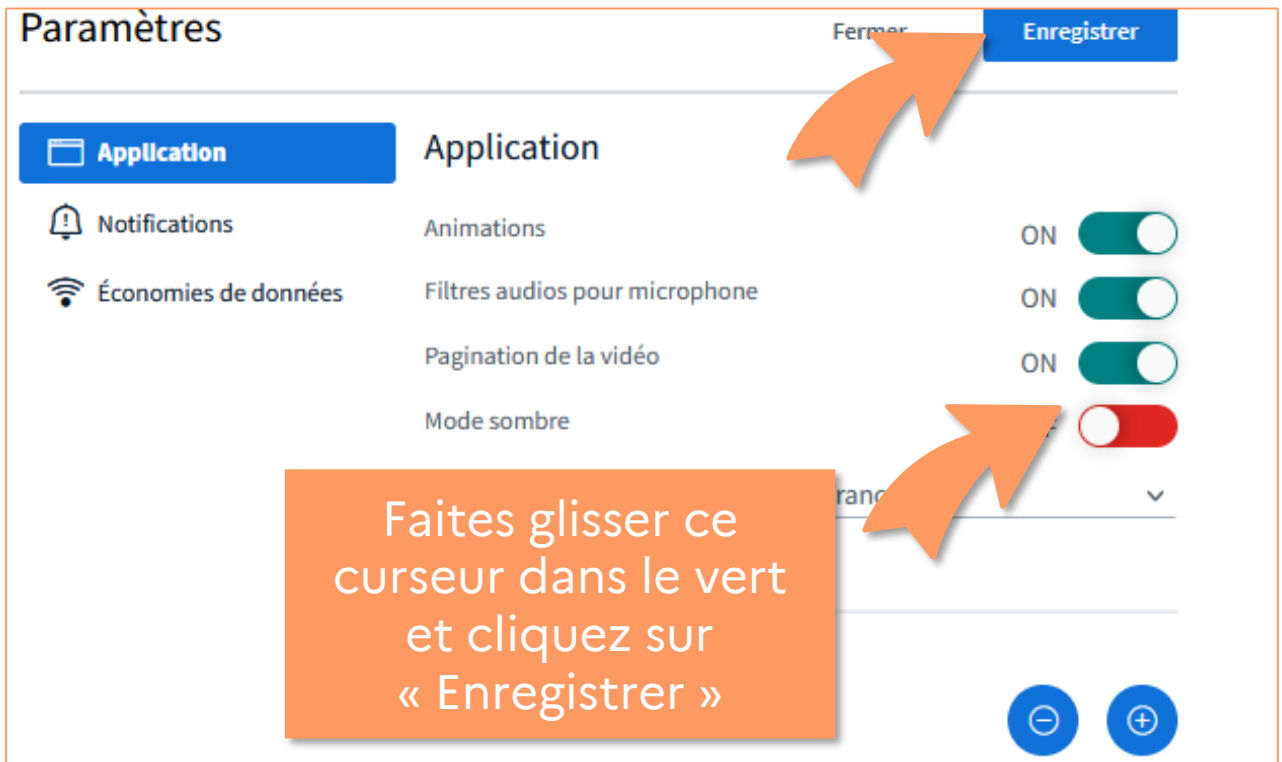 Paramètres
Fermer
Enregistrer
Application
Application
Notifications
Économies de données
Animations
ON
Filtres audios pour microphone
ON
Pagination de la vidéo
ON
Mode sombre
Faites glisser ce
curseur dans le vert
et cliquez sur
« Enregistrer »